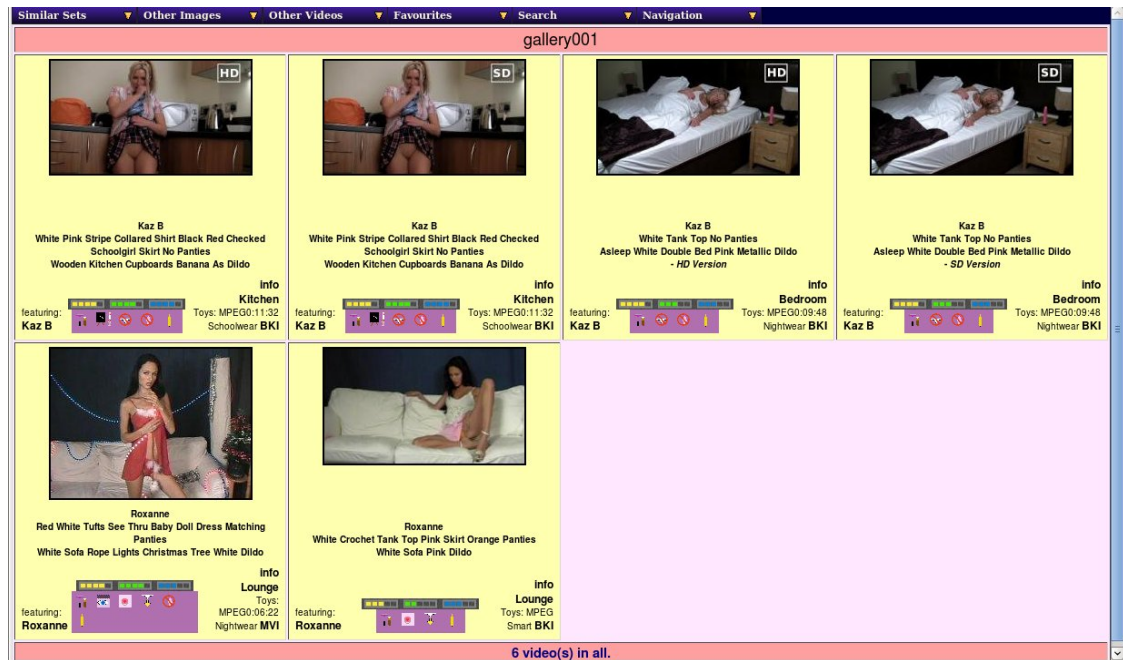 Similar Sets Other Images Other Videos Favourites Search Navigation
gallery001
HD
Kaz B
White Pink Stripe Collared Shirt Black Red Checked
Schoolgirl Skirt No Panties
Wooden Kitchen Cupboards Banana As Dildo
info
Kitchen
featuring: Toys: MPEG0:11:32
Kaz B Schoolwear BKI
SD
Kaz B
White Pink Stripe Collared Shirt Black Red Checked
Schoolgirl Skirt No Panties
Wooden Kitchen Cupboards Banana As Dildo
info
Kitchen
featuring: Toys: MPEG0:11:32
Kaz B Schoolwear BKI
HD
Kaz B
White Tank Top No Panties
Asleep White Double Bed Pink Metallic Dildo
- HD Version
info
Bedroom
featuring: Toys: MPEG0:09:48
Kaz B Nightwear BKI
SD
Kaz B
White Tank Top No Panties
Asleep White Double Bed Pink Metallic Dildo
- SD Version
info
Bedroom
featuring: Toys: MPEG0:09:48
Kaz B Nightwear BKI
Roxanne
Red White Tufts See Thru Baby Doll Dress Matching
Panties
White Sofa Rope Lights Christmas Tree White Dildo
info
Lounge
Toys:
featuring: MPEG0:06:22
Roxanne Nightwear MVI
Roxanne
White Crochet Tank Top Pink Skirt Orange Panties
White Sofa Pink Dildo
info
Lounge
featuring: Toys: MPEG
Roxanne Smart BKI
6 video(s) in all.